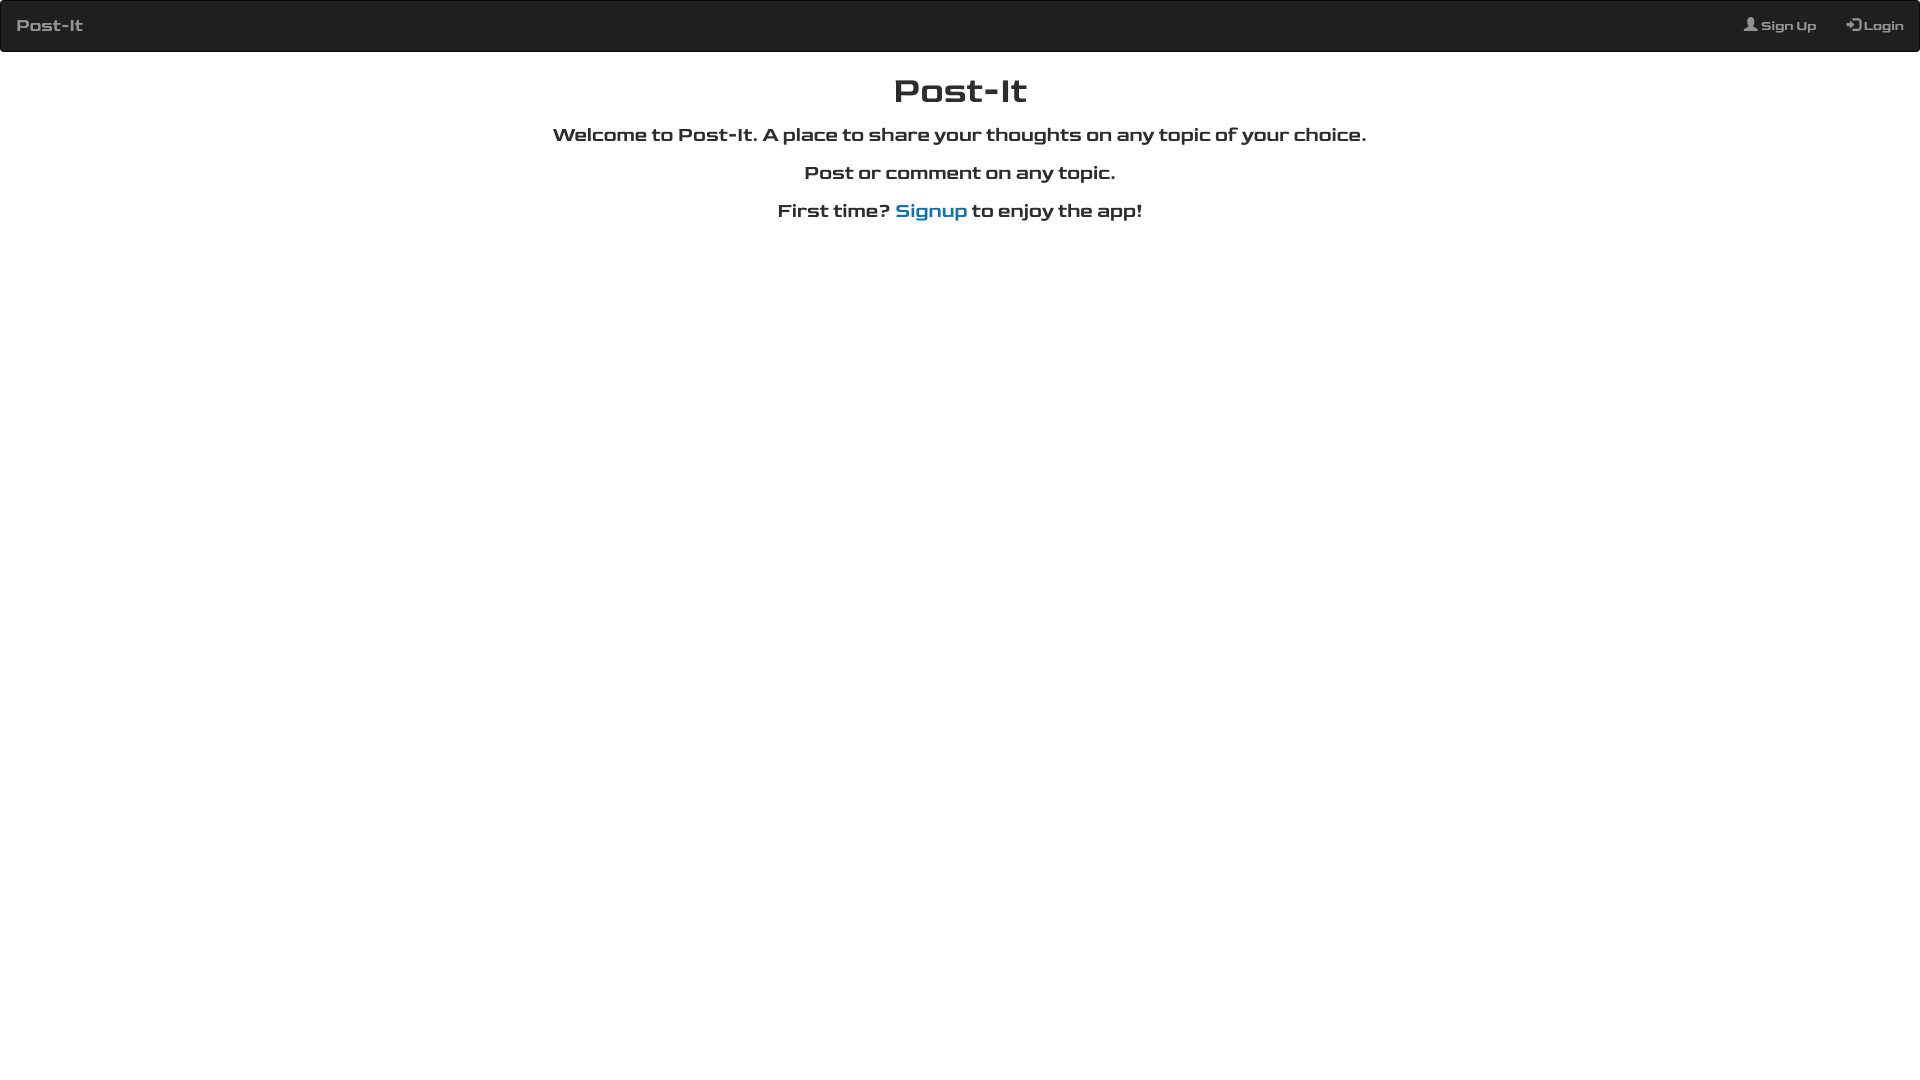 Post-It
Sign Up
Login
Post-It
Welcome to Post-It. A place to share your thoughts on any topic of your choice.
Post or comment on any topic.
First time? Signup to enjoy the app!